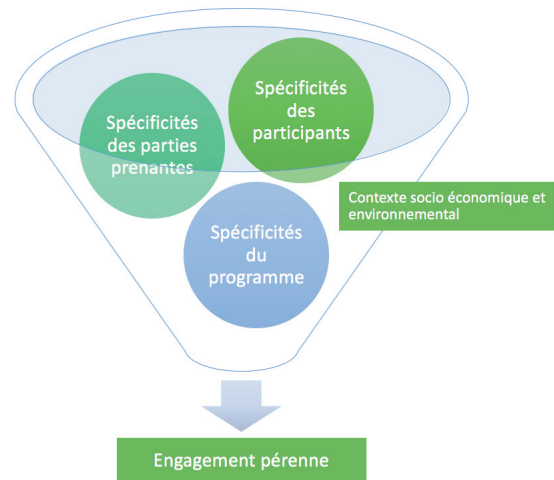 Spécificités
des
participants
Spécificités
des parties
prenantes
Contexte socio économique et
environnemental
Spécificités
du
programme
Engagement pérenne